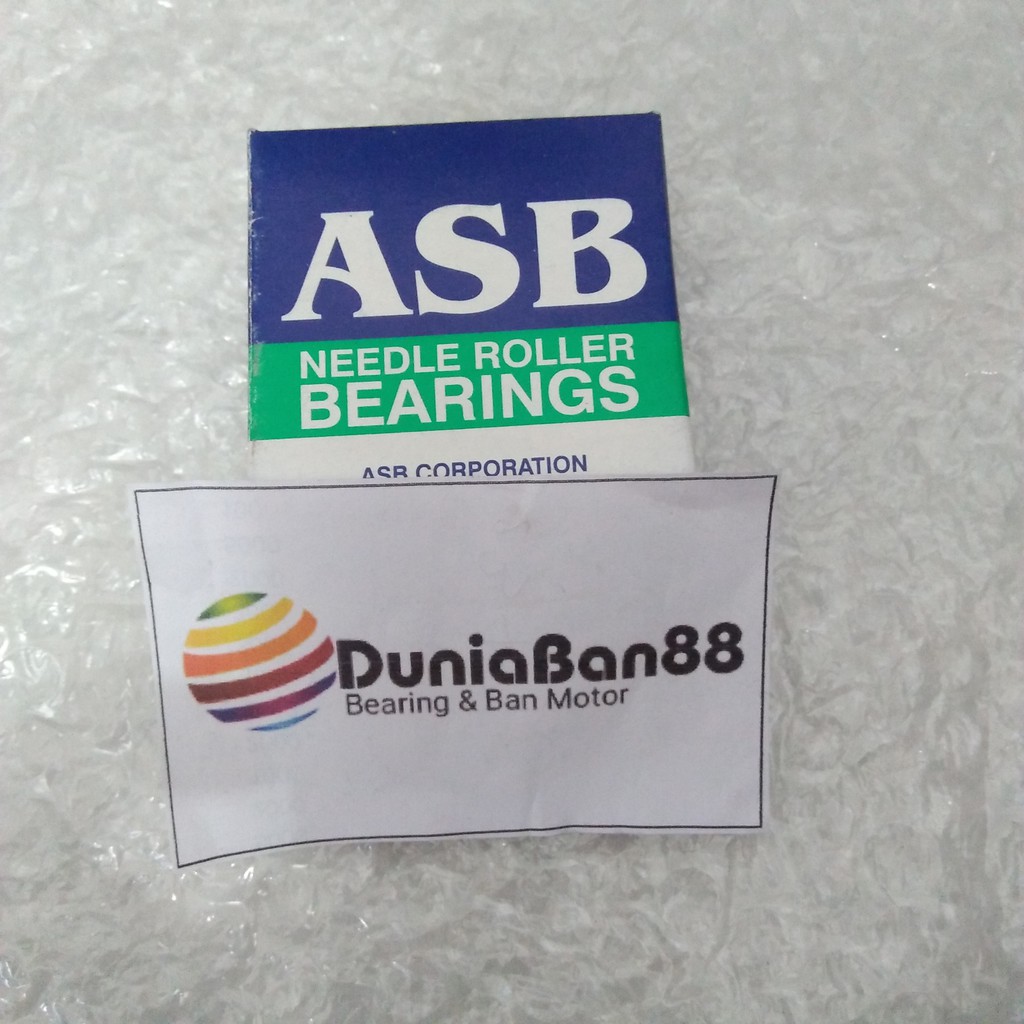 ASB
NEEDLE ROLLER
BEARINGS
ASB CORPORATION
DuniaBan88
Bearing & Ban Motor